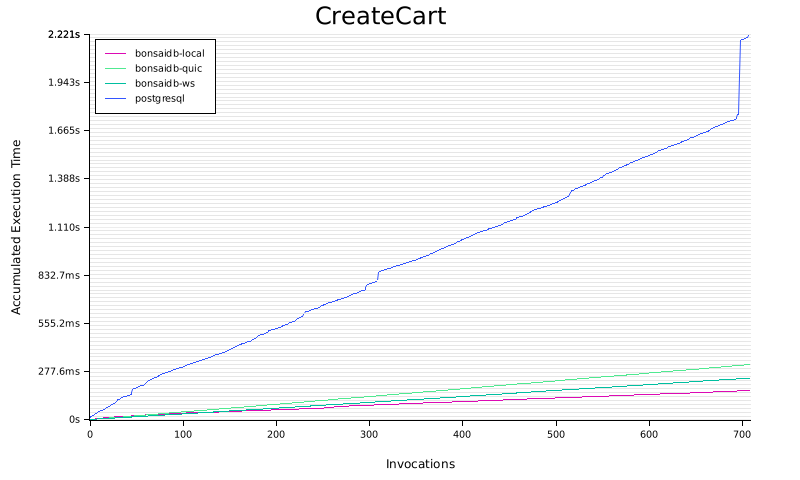 CreateCart
2.221s
1.943s
1.665s
1.388s
1.110s
832.7ms
555.2ms
277.6ms
0s
Accumulated Execution Time
bonsaidb-local
bonsaidb-quic
bonsaidb-ws
postgresql
0 100 200 300 400 500 600 700
Invocations